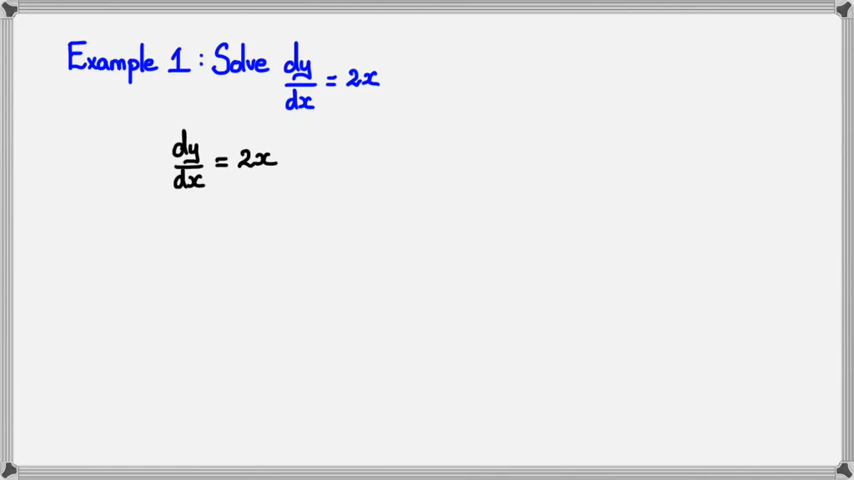 Example 1 : Solve dy/dx = 2x
dy/dx = 2x